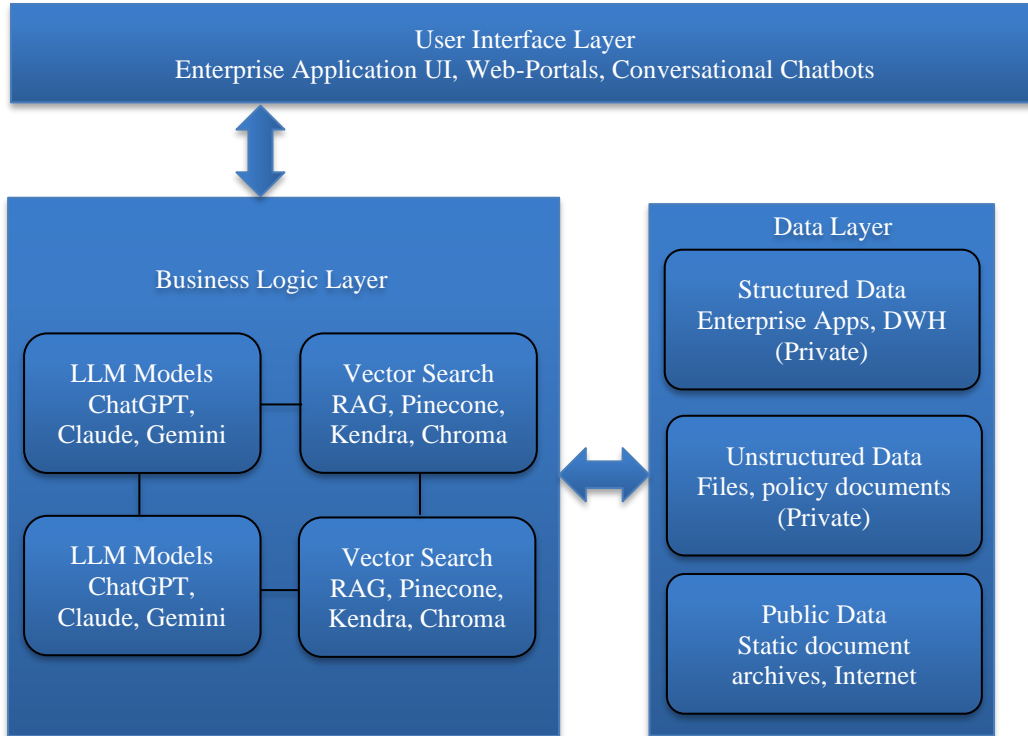 User Interface Layer
Enterprise Application UI, Web-Portals, Conversational Chatbots
Business Logic Layer
LLM Models
ChatGPT,
Claude, Gemini
Vector Search
RAG, Pinecone,
Kendra, Chroma
LLM Models
ChatGPT,
Claude, Gemini
Vector Search
RAG, Pinecone,
Kendra, Chroma
Data Layer
Structured Data
Enterprise Apps, DWH
(Private)
Unstructured Data
Files, policy documents
(Private)
Public Data
Static document
archives, Internet